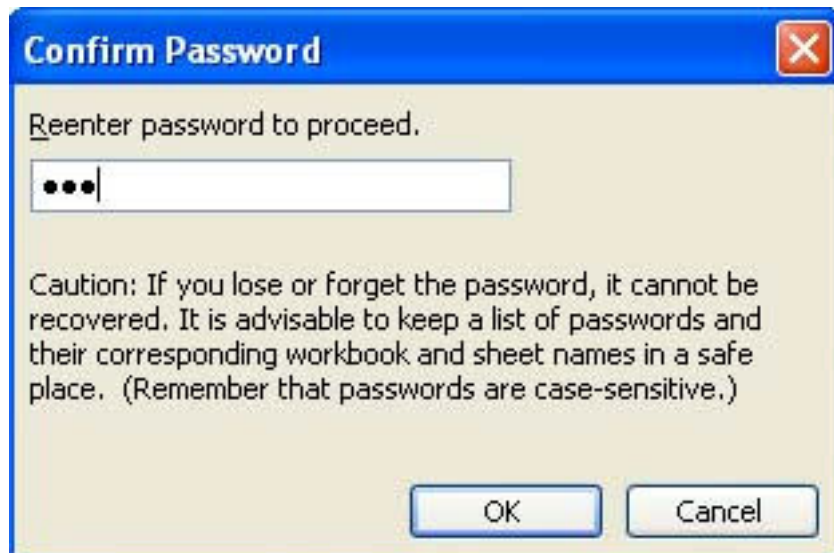 Confirm Password
Reenter password to proceed.
●●●
Caution: If you lose or forget the password, it cannot be
recovered. It is advisable to keep a list of passwords and
their corresponding workbook and sheet names in a safe
place. (Remember that passwords are case-sensitive.)
OK Cancel